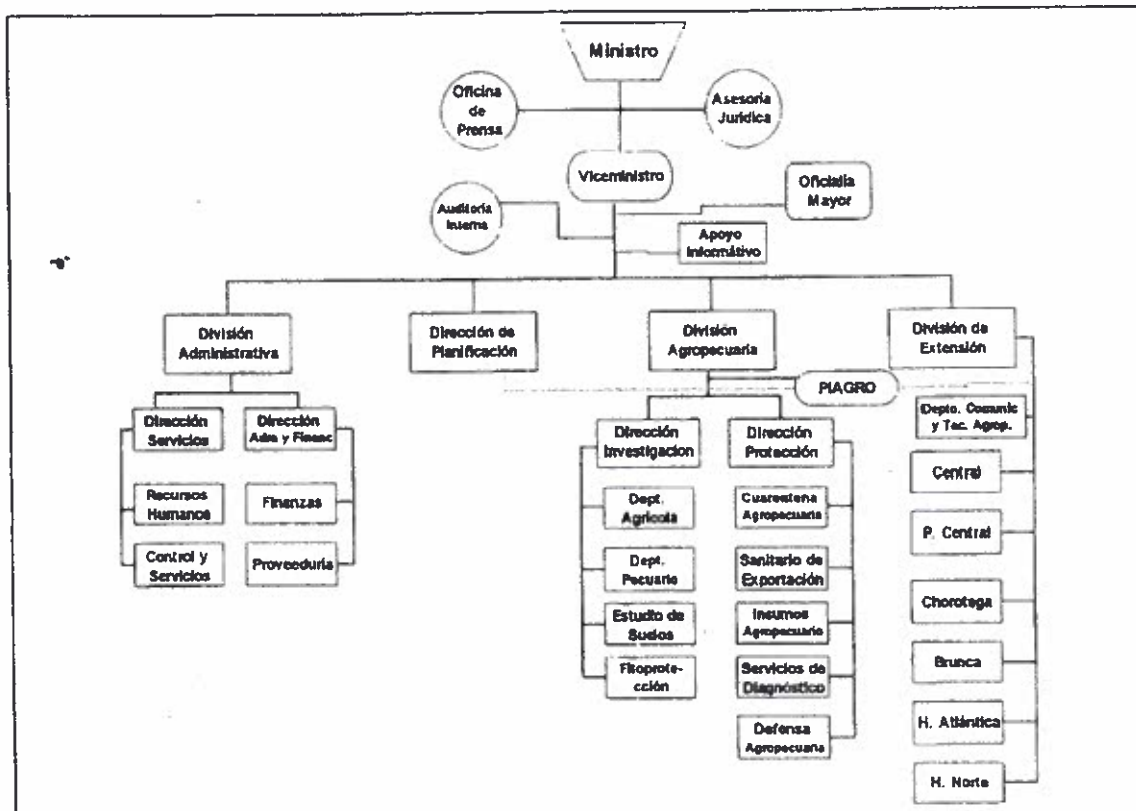 Ministro
Oficina
de
Prensa
Asesoría
Jurídica
Viceministro
Oficialía
Mayor
Auditoría
Interna
Apoyo
Informátivo
División
Administrativa
Dirección de
Planificación
División
Agropecuaria
División de
Extensión
PIAGRO
Dirección
Servicios
Dirección
Adm y Financ
Dirección
Investigacion
Dirección
Protección
Depto. Comunic
y Tec. Agrop.
Recursos
Humanos
Finanzas
Dept.
Agrícola
Cuarentena
Agropecuaria
Central
P. Central
Control y
Servicios
Proveeduría
Dept.
Pecuario
Sanitario de
Exportación
Chorotega
Estudio de
Suelos
Insumos
Agropecuario
Brunca
Fitoprote-
cción
Servicios de
Diagnóstico
H. Atlántica
Defensa
Agropecuaria
H. Norte